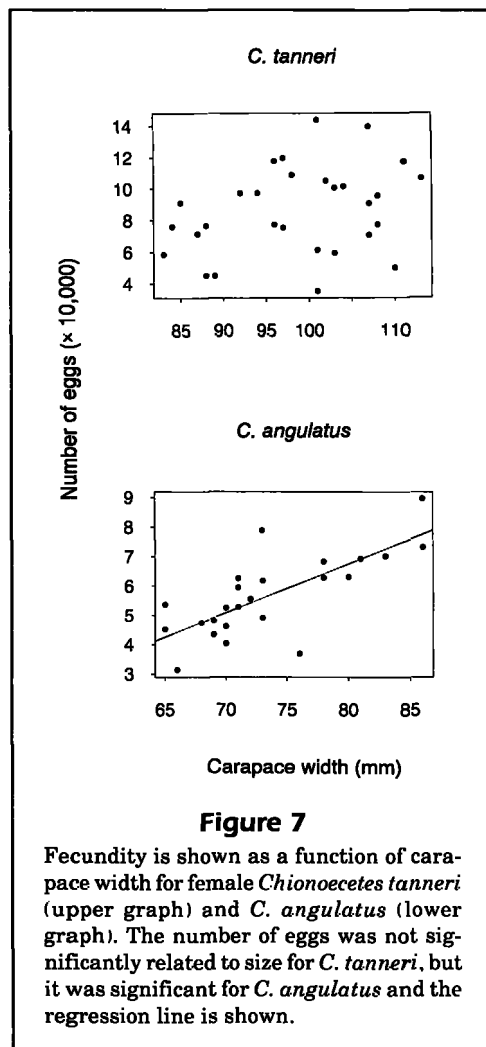 C. tanneri
14
12
10
8
6
4
85 90 95 100 110
Number of eggs (× 10,000)
C. angulatus
9
8
7
6
5
4
3
65 70 75 80 85
Carapace width (mm)
Figure 7
Fecundity is shown as a function of cara-
pace width for female Chionoecetes tanneri
(upper graph) and C. angulatus (lower
graph). The number of eggs was not sig-
nificantly related to size for C. tanneri, but
it was significant for C. angulatus and the
regression line is shown.